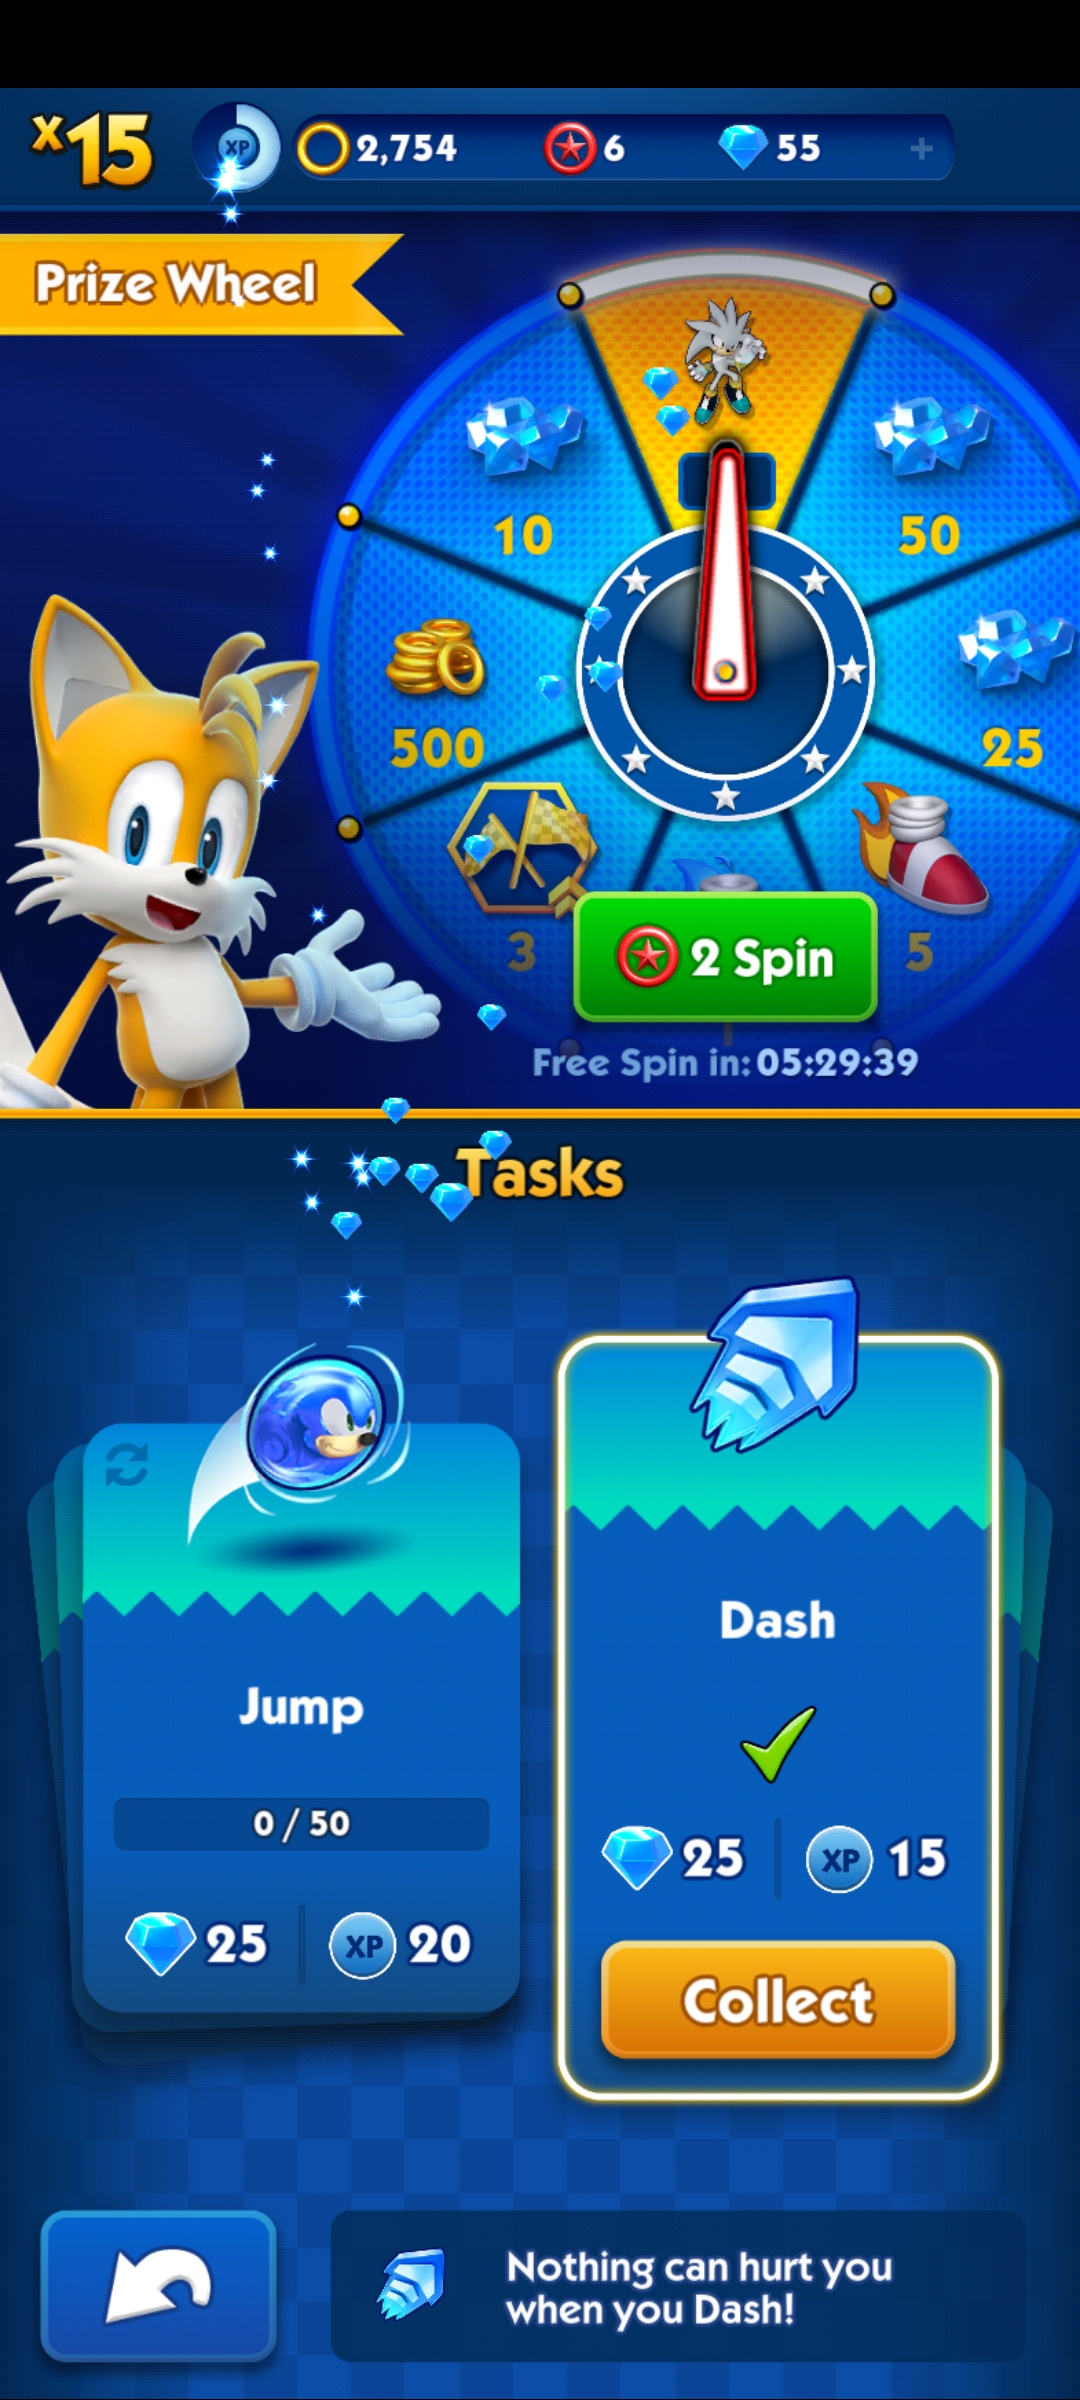 x15
XP
2,754
6
55
+
Prize Wheel
10
50
500
25
3
5
2 Spin
Free Spin in: 05:29:39
Tasks
Jump
0 / 50
25
XP 20
Dash
25
XP 15
Collect
Nothing can hurt you
when you Dash!